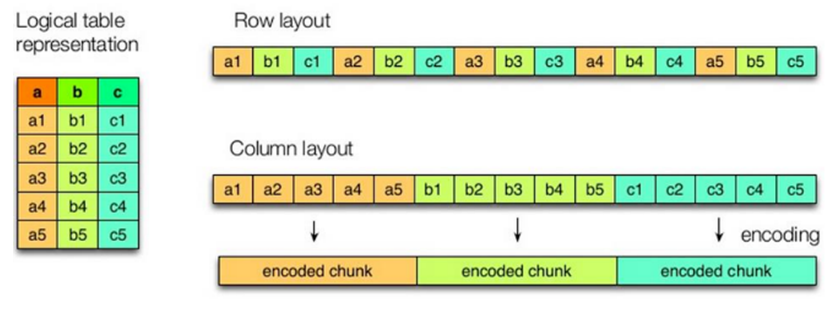 Logical table
representation
a b c
a1 b1 c1
a2 b2 c2
a3 b3 c3
a4 b4 c4
a5 b5 c5
Row layout
a1 b1 c1 a2 b2 c2 a3 b3 c3 a4 b4 c4 a5 b5 c5
Column layout
a1 a2 a3 a4 a5 b1 b2 b3 b4 b5 c1 c2 c3 c4 c5
encoding
encoded chunk encoded chunk encoded chunk